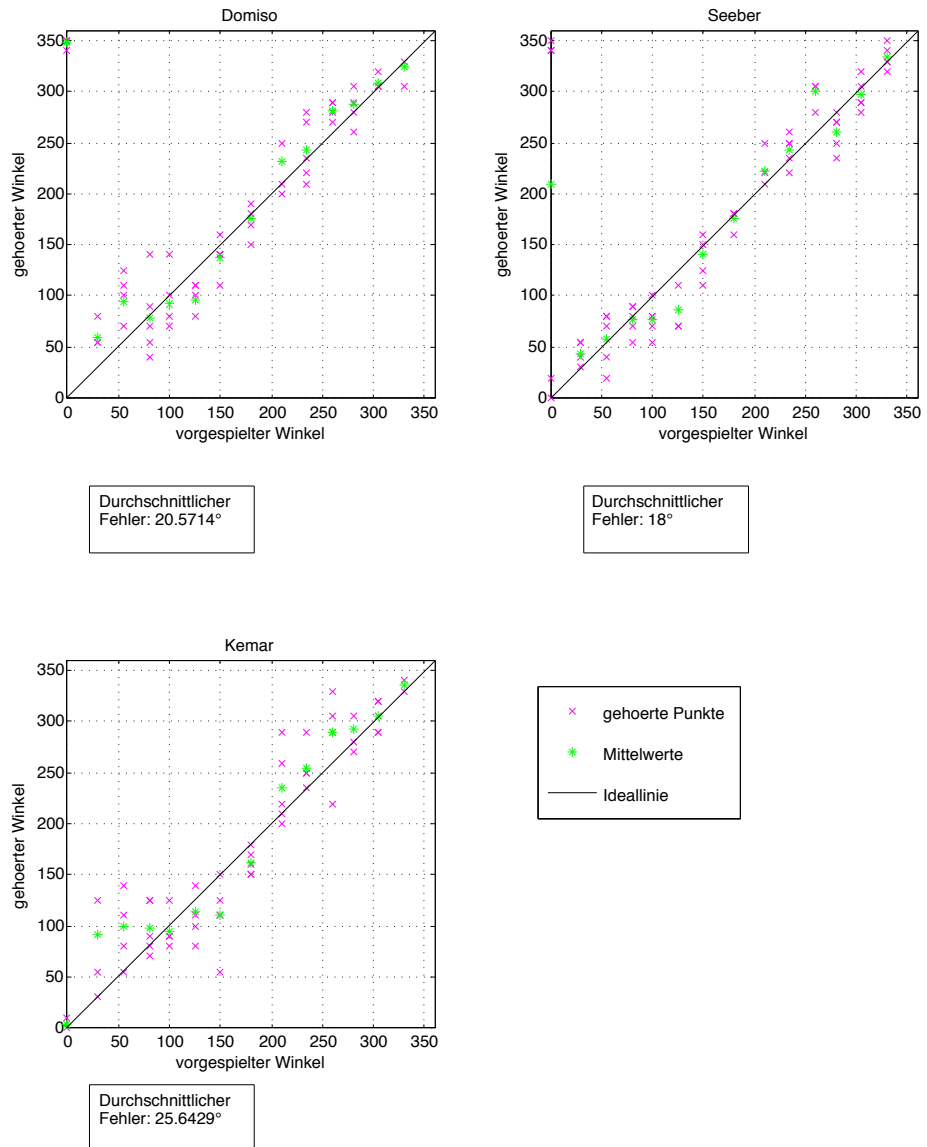 Domiso
350
300
250
200
150
100
50
0
gehoerter Winkel
0 50 100 150 200 250 300 350
vorgespielter Winkel
Durchschnittlicher
Fehler: 20.5714°
Seeber
350
300
250
200
150
100
50
0
gehoerter Winkel
0 50 100 150 200 250 300 350
vorgespielter Winkel
Durchschnittlicher
Fehler: 18°
Kemar
350
300
250
200
150
100
50
0
gehoerter Winkel
0 50 100 150 200 250 300 350
vorgespielter Winkel
Durchschnittlicher
Fehler: 25.6429°
gehoerte Punkte
Mittelwerte
Ideallinie